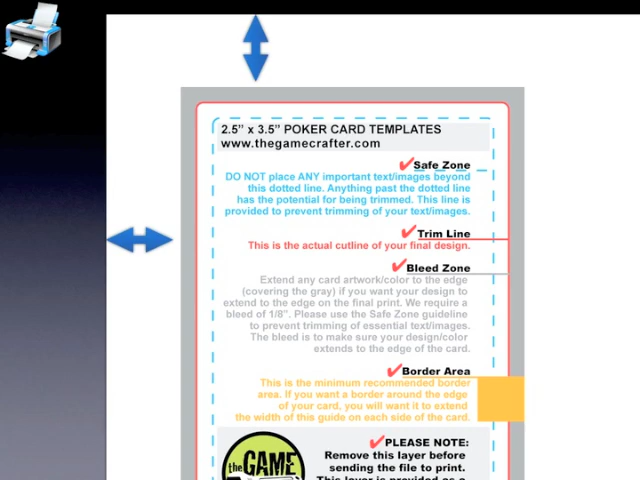 2.5” x 3.5” POKER CARD TEMPLATES
www.thegamecrafter.com
Safe Zone
DO NOT place ANY important text/images beyond
this dotted line. Anything past the dotted line
has the potential for being trimmed. This line is
provided to prevent trimming of your text/images.
Trim Line
This is the actual cutline of your final design.
Bleed Zone
Extend any card artwork/color to the edge
(covering the gray) if you want your design to
extend to the edge on the final print. We require a
bleed of 1/8”. Please use the Safe Zone guideline
to prevent trimming of essential text/images.
The bleed is to make sure your design/color
extends to the edge of the card.
Border Area
This is the minimum recommended border
area. If you want a border around the edge
of your card, you will want it to extend
the width of this guide on each side of the card.
PLEASE NOTE:
Remove this layer before
sending the file to print.
This layer is provided as a
the GAME